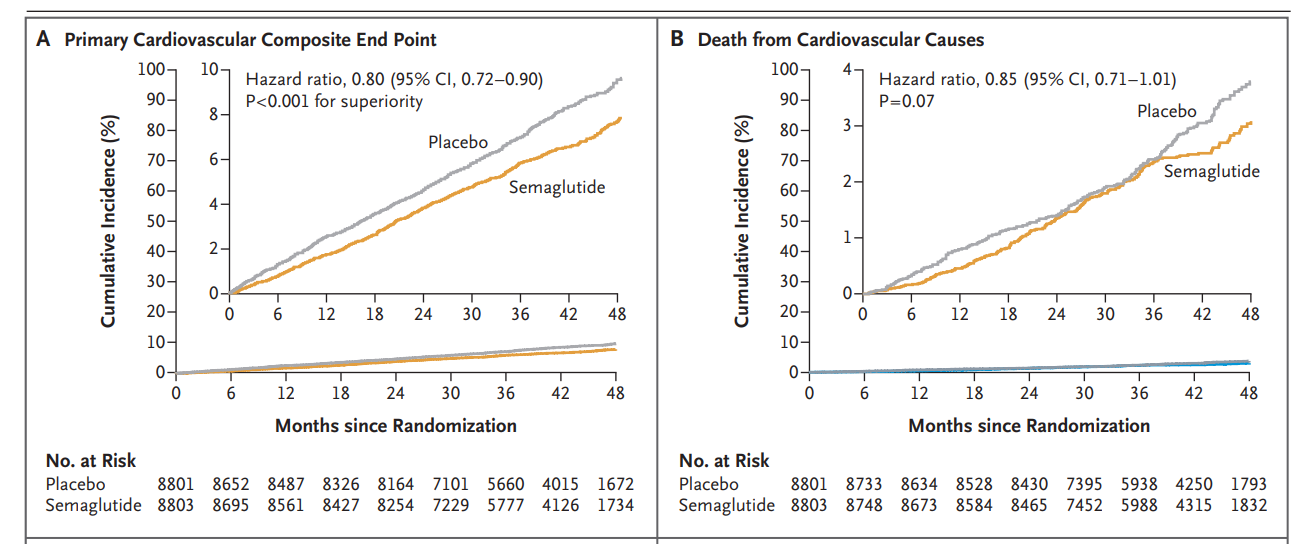 A Primary Cardiovascular Composite End Point
Cumulative Incidence (%)
100
90
80
70
60
50
40
30
20
10
0
10
8
6
4
2
0
Hazard ratio, 0.80 (95% CI, 0.72–0.90)
P<0.001 for superiority
Placebo
Semaglutide
0 6 12 18 24 30 36 42 48
0 6 12 18 24 30 36 42 48
Months since Randomization
No. at Risk
Placebo 8801 8652 8487 8326 8164 7101 5660 4015 1672
Semaglutide 8803 8695 8561 8427 8254 7229 5777 4126 1734
B Death from Cardiovascular Causes
Cumulative Incidence (%)
100
90
80
70
60
50
40
30
20
10
0
4
3
2
1
0
Hazard ratio, 0.85 (95% CI, 0.71–1.01)
P=0.07
Placebo
Semaglutide
0 6 12 18 24 30 36 42 48
0 6 12 18 24 30 36 42 48
Months since Randomization
No. at Risk
Placebo 8801 8733 8634 8528 8430 7395 5938 4250 1793
Semaglutide 8803 8748 8673 8584 8465 7452 5988 4315 1832